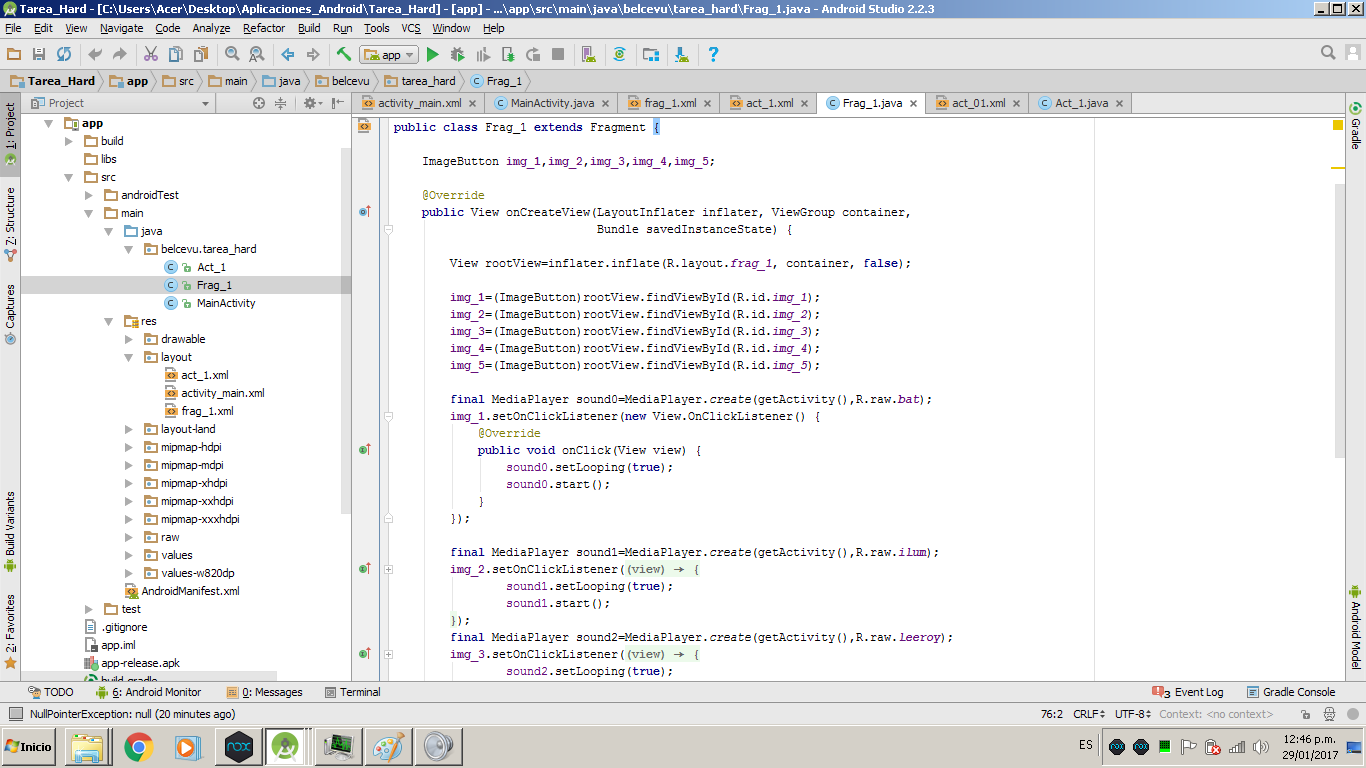 Tarea_Hard - [C:\Users\Acer\Desktop\Aplicaciones_Android\Tarea_Hard] - [app] - ...\app\src\main\java\belcevu\tarea_hard\Frag_1.java - Android Studio 2.2.3
File Edit View Navigate Code Analyze Refactor Build Run Tools VCS Window Help
app
Tarea_Hard app src main java belcevu tarea_hard Frag_1
Project
activity_main.xml MainActivity.java frag_1.xml act_1.xml Frag_1.java act_01.xml Act_1.java
1: Project
Z: Structure
Captures
Build Variants
2: Favorites
app
build
libs
src
androidTest
main
java
belcevu.tarea_hard
Act_1
Frag_1
MainActivity
res
drawable
layout
act_1.xml
activity_main.xml
frag_1.xml
layout-land
mipmap-hdpi
mipmap-mdpi
mipmap-xhdpi
mipmap-xxhdpi
mipmap-xxxhdpi
raw
values
values-w820dp
AndroidManifest.xml
test
.gitignore
app.iml
app-release.apk
build.gradle
public class Frag_1 extends Fragment {
ImageButton img_1,img_2,img_3,img_4,img_5;
@Override
public View onCreateView(LayoutInflater inflater, ViewGroup container,
Bundle savedInstanceState) {
View rootView=inflater.inflate(R.layout.frag_1, container, false);
img_1=(ImageButton)rootView.findViewById(R.id.img_1);
img_2=(ImageButton)rootView.findViewById(R.id.img_2);
img_3=(ImageButton)rootView.findViewById(R.id.img_3);
img_4=(ImageButton)rootView.findViewById(R.id.img_4);
img_5=(ImageButton)rootView.findViewById(R.id.img_5);
final MediaPlayer sound0=MediaPlayer.create(getActivity(),R.raw.bat);
img_1.setOnClickListener(new View.OnClickListener() {
@Override
public void onClick(View view) {
sound0.setLooping(true);
sound0.start();
}
});
final MediaPlayer sound1=MediaPlayer.create(getActivity(),R.raw.ilum);
img_2.setOnClickListener((view) → {
sound1.setLooping(true);
sound1.start();
});
final MediaPlayer sound2=MediaPlayer.create(getActivity(),R.raw.leeroy);
img_3.setOnClickListener((view) → {
sound2.setLooping(true);
Gradle
Android Model
TODO 6: Android Monitor 0: Messages Terminal 3 Event Log Gradle Console
NullPointerException: null (20 minutes ago) 76:2 CRLF UTF-8 Context: <no context>
Inicio nox ES nox nox 12:46 p.m.
29/01/2017